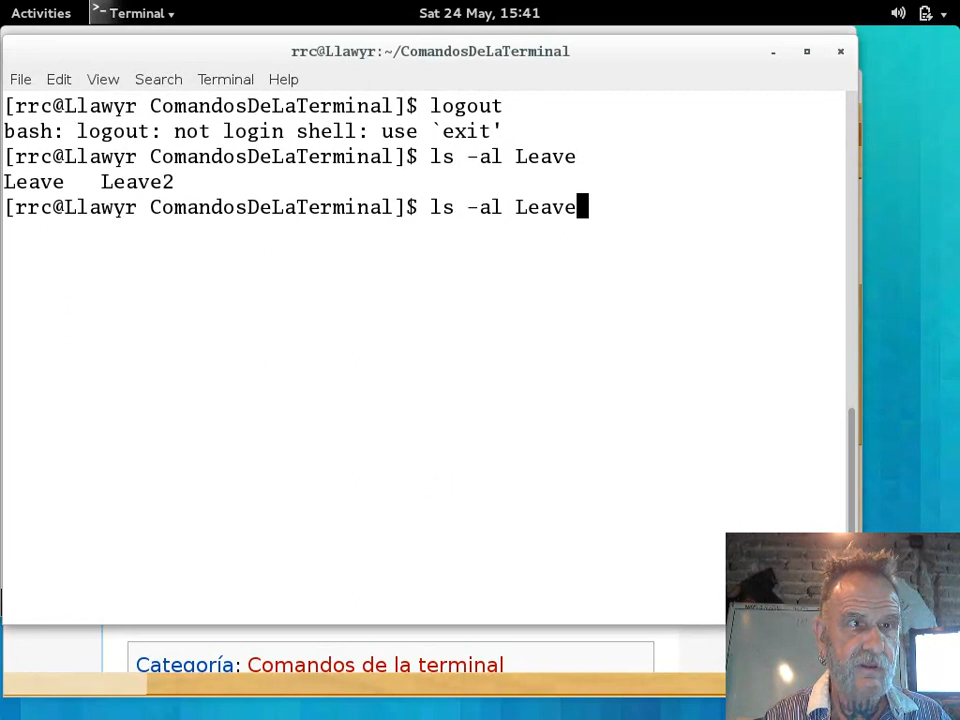 Activities Terminal Sat 24 May, 15:41
rrc@Llawyr:~/ComandosDeLaTerminal
File Edit View Search Terminal Help
[rrc@Llawyr ComandosDeLaTerminal]$ logout
bash: logout: not login shell: use `exit'
[rrc@Llawyr ComandosDeLaTerminal]$ ls -al Leave
Leave Leave2
[rrc@Llawyr ComandosDeLaTerminal]$ ls -al Leave
Categoría: Comandos de la terminal